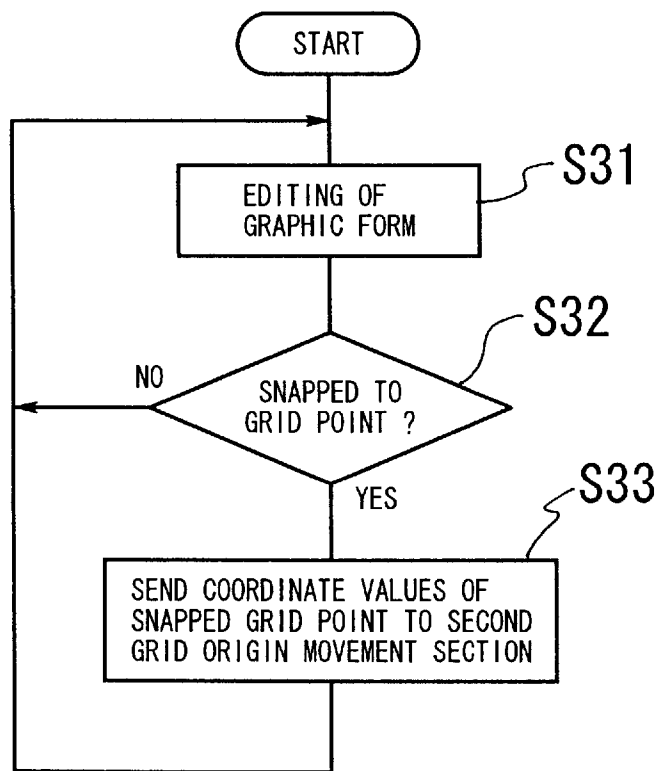 START
S31
EDITING OF
GRAPHIC FORM
S32
NO
SNAPPED TO
GRID POINT ?
YES
S33
SEND COORDINATE VALUES OF
SNAPPED GRID POINT TO SECOND
GRID ORIGIN MOVEMENT SECTION